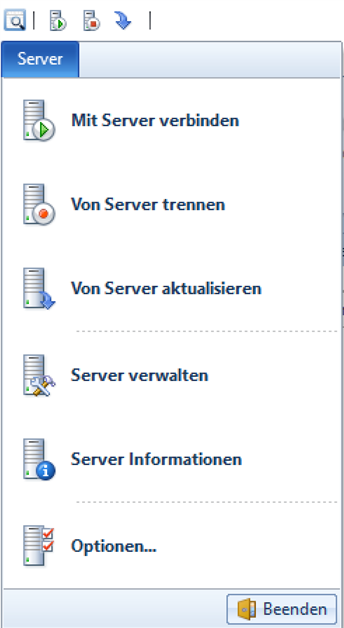 Server
Mit Server verbinden
Von Server trennen
Von Server aktualisieren
Server verwalten
Server Informationen
Optionen...
Beenden